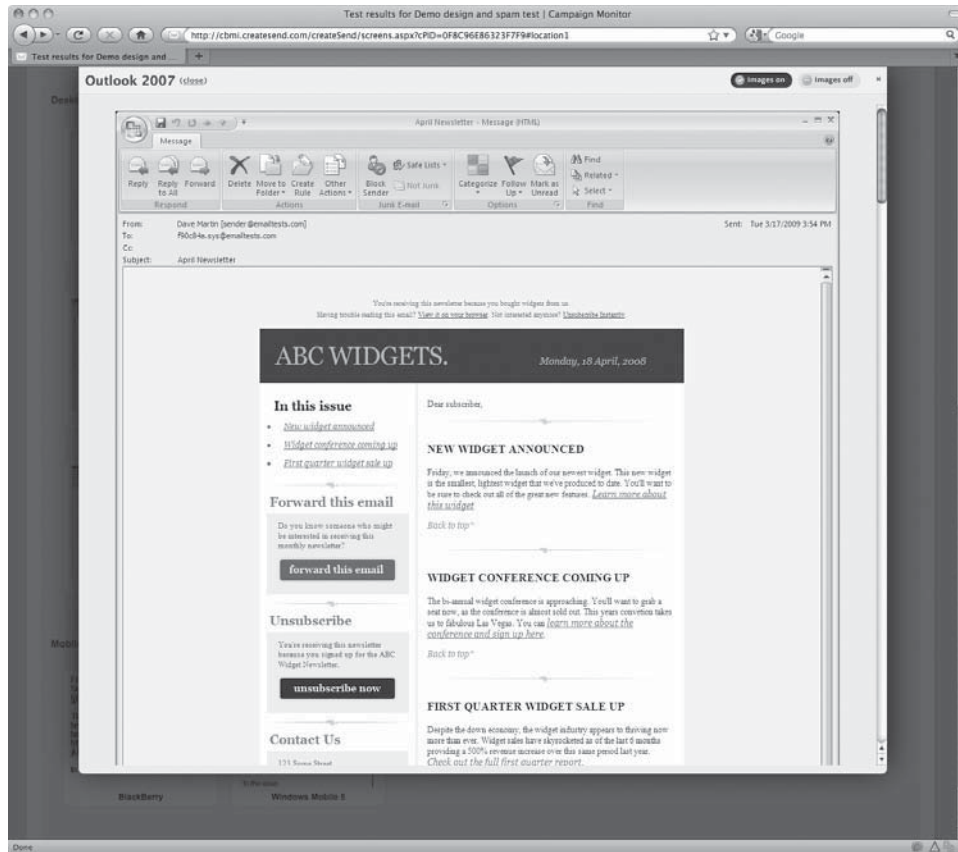 Test results for Demo design and spam test | Campaign Monitor
http://cbmi.createsend.com/createSend/screens.aspx?cPID=0F8C96E86323F7F9#location1
Google
Test results for Demo design and ...
Outlook 2007 (close)
Images on
Images off
April Newsletter - Message (HTML)
Message
Reply
Reply to All
Forward
Respond
Delete
Move to Folder
Create Rule
Other Actions
Actions
Block Sender
Safe Lists
Not Junk
Junk E-mail
Categorize
Follow Up
Mark as Unread
Options
Find
Related
Select
Find
From: Dave Martin [sender@emailtests.com]
Sent: Tue 3/17/2009 3:54 PM
To:
Cc:
Subject: April Newsletter
You're receiving this newsletter because you bought widgets from us.
Having trouble reading this email? View it on your browser. Not interested anymore? Unsubscribe Instantly.
ABC WIDGETS.
Monday, 18 April, 2008
In this issue
• New widget announced
• Widget conference coming up
• First quarter widget sale up
Forward this email
Do you know someone who might
be interested in receiving this
monthly newsletter?
forward this email
Unsubscribe
You're receiving this newsletter
because you signed up for the ABC
Widget Newsletter.
unsubscribe now
Contact Us
123 Some Street
Dear subscriber,
NEW WIDGET ANNOUNCED
Friday, we announced the launch of our newest widget. This new widget
is the smallest, lightest widget that we've produced to date. You'll want to
be sure to check out all of the great new features. Learn more about
this widget
Back to top^
WIDGET CONFERENCE COMING UP
The bi-annual widget conference is approaching. You'll want to grab a
seat now, as the conference is almost sold out. This years convetion takes
us to fabulous Las Vegas. You can learn more about the
conference and sign up here.
Back to top^
FIRST QUARTER WIDGET SALE UP
Despite the down economy, the widget industry appears to thriving now
more than ever. Widget sales have skyrocketed as of the last 6 months
providing a 500% revenue increase over this same period last year.
Check out the full first quarter report.
BlackBerry
Windows Mobile 5
Done